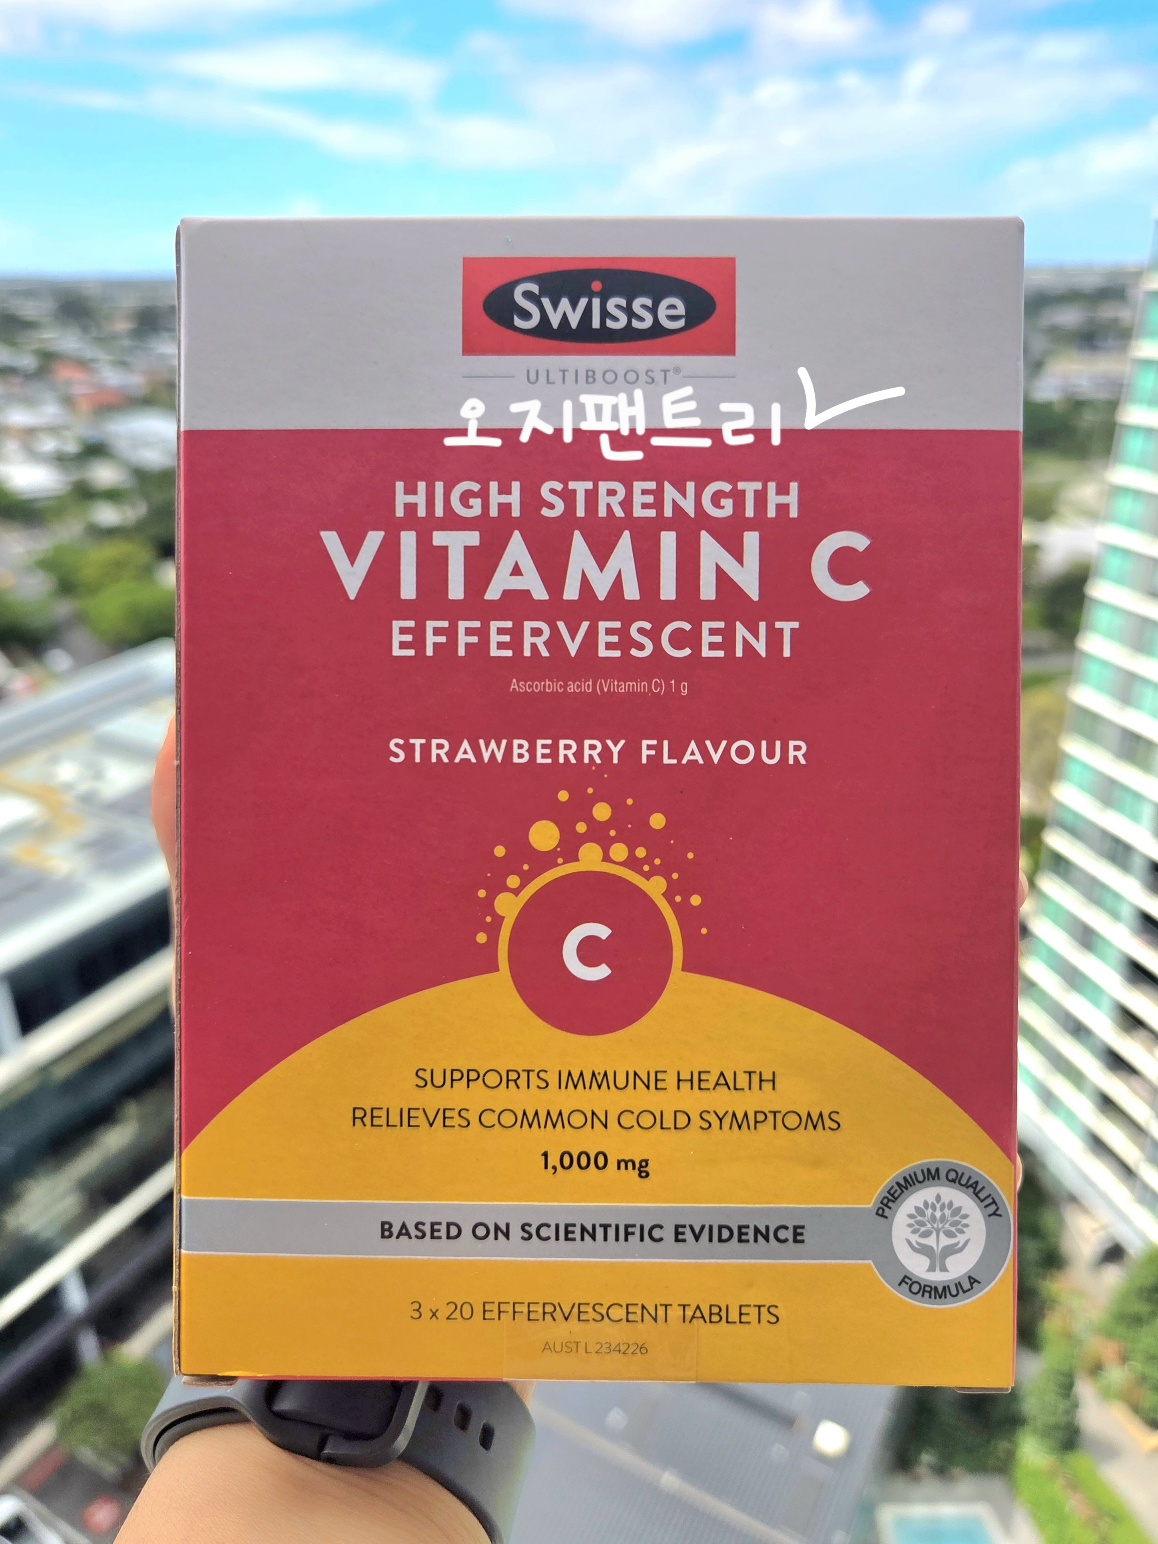 Swisse
ULTIBOOST®
오지팬트리
HIGH STRENGTH
VITAMIN C
EFFERVESCENT
Ascorbic acid (Vitamin C) 1 g
STRAWBERRY FLAVOUR
C
SUPPORTS IMMUNE HEALTH
RELIEVES COMMON COLD SYMPTOMS
1,000 mg
BASED ON SCIENTIFIC EVIDENCE
PREMIUM QUALITY
FORMULA
3 x 20 EFFERVESCENT TABLETS
AUST L 234226